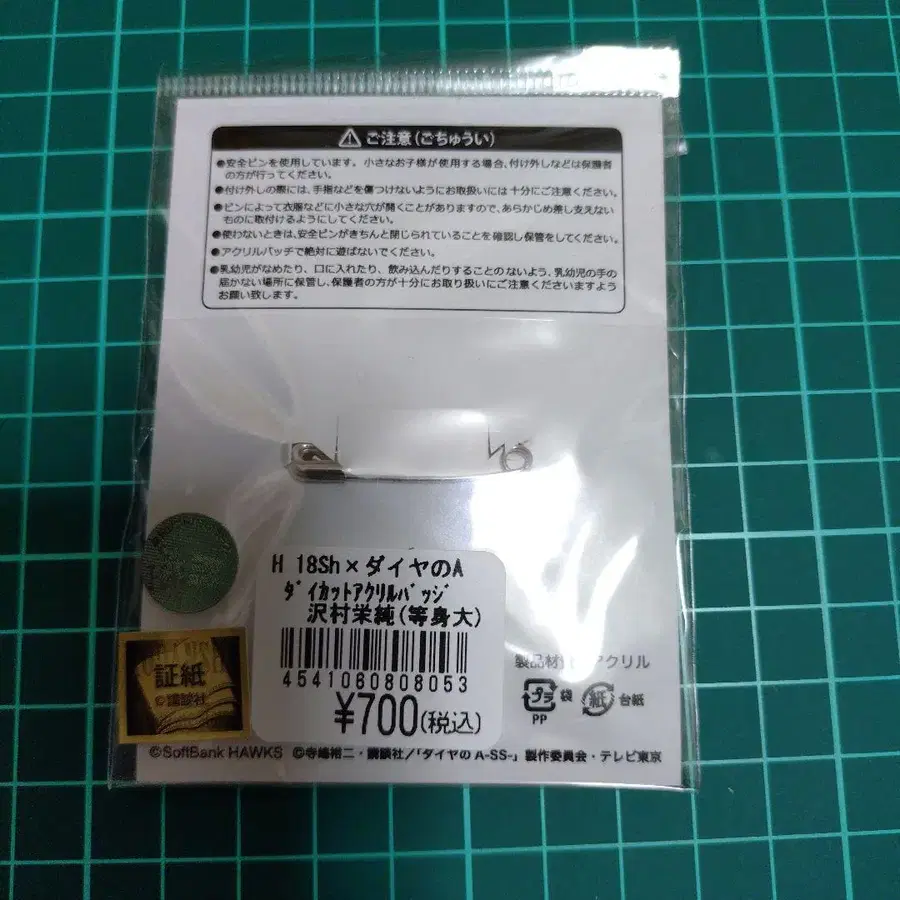 ご注意(ごちゅうい)
●安全ピンを使用しています。小さなお子様が使用する場合、付け外しなどは保護者
の方が行ってください。
●付け外しの際には、手指などを傷つけないようにお取扱いには十分にご注意ください。
●ピンによって衣服などに小さな穴が開くことがありますので、あらかじめ差し支えない
ものに取付けるようにしてください。
●使わないときは、安全ピンがきちんと閉じられていることを確認し保管をしてください。
●アクリルバッチで絶対に遊ばないでください。
●乳幼児がなめたり、口に入れたり、飲み込んだりすることのないよう、乳幼児の手の
届かない場所に保管し、保護者の方が十分にお取り扱いにご注意くださいますよう
お願い致します。
H 18Sh×ダイヤのA
ダイカットアクリルバッジ
沢村栄純(等身大)
4541060808053
¥700(税込)
証紙
©講談社
製品材 アクリル
プラ 袋
PP
紙 台紙
©SoftBank HAWKS ©寺嶋裕二・講談社/「ダイヤの A-SS-」製作委員会・テレビ東京